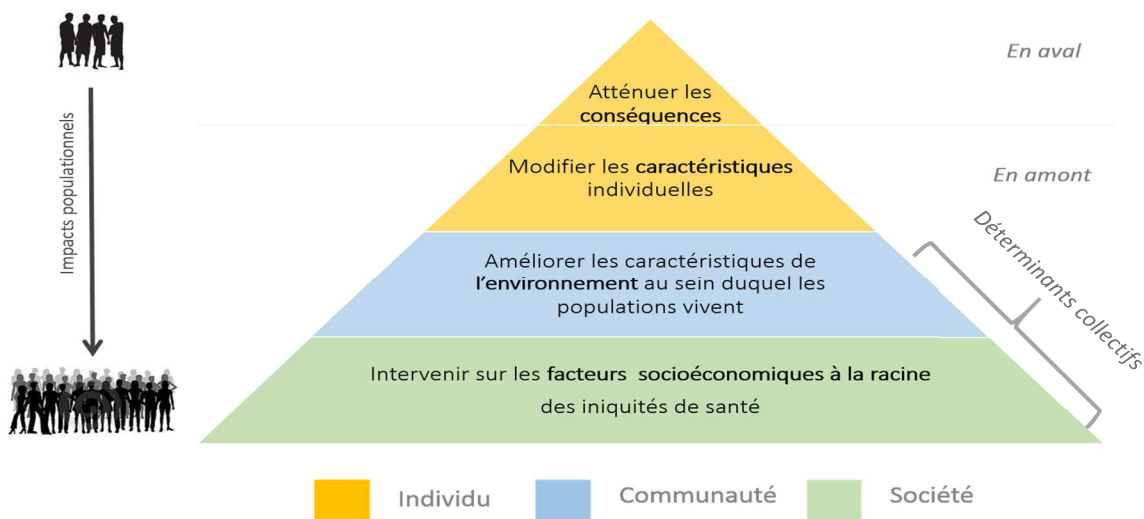 En aval
Atténuer les
conséquences
Impacts populationnels
Modifier les caractéristiques
individuelles
En amont
Déterminants collectifs
Améliorer les caractéristiques de
l'environnement au sein duquel les
populations vivent
Intervenir sur les facteurs socioéconomiques à la racine
des iniquités de santé
Individu
Communauté
Société